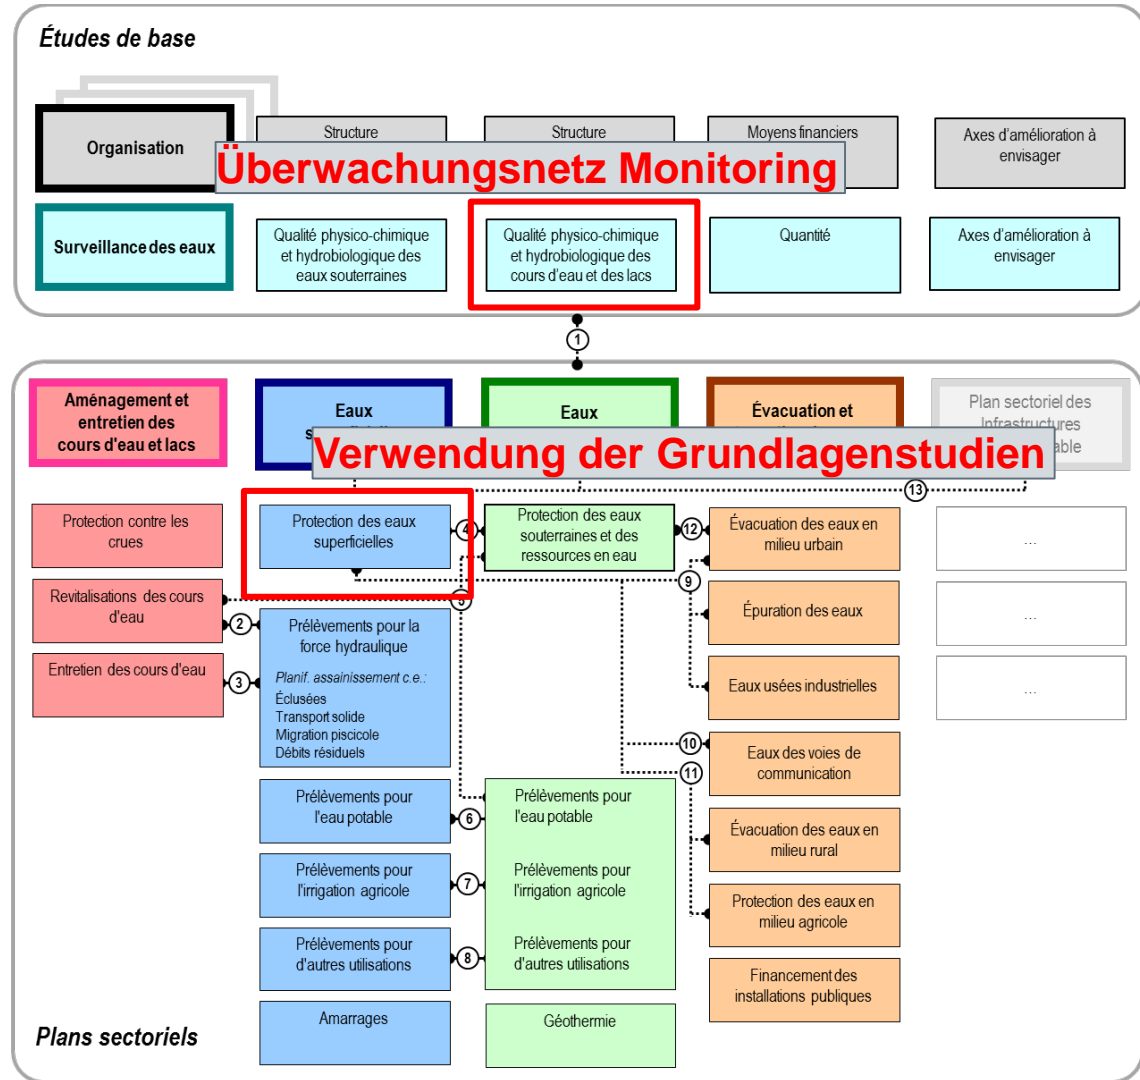 Études de base
Organisation
Structure
Structure
Moyens financiers
Axes d'amélioration à
envisager
Überwachungsnetz Monitoring
Surveillance des eaux
Qualité physico-chimique
et hydrobiologique des
eaux souterraines
Qualité physico-chimique
et hydrobiologique des
cours d'eau et des lacs
Quantité
Axes d'amélioration à
envisager
1
Aménagement et
entretien des
cours d'eau et lacs
Eaux
Eaux
Évacuation et
Plan sectoriel des
Infrastructures
Verwendung der Grundlagenstudien
13
Protection contre les
crues
Protection des eaux
superficielles
4
Protection des eaux
souterraines et des
ressources en eau
12
Évacuation des eaux en
milieu urbain
...
9
Revitalisations des cours
d'eau
5
2
Prélèvements pour la
force hydraulique
Planif. assainissement c.e.:
Éclusées
Transport solide
Migration piscicole
Débits résiduels
Épuration des eaux
...
Entretien des cours d'eau
3
Eaux usées industrielles
...
10
Eaux des voies de
communication
11
Prélèvements pour
l'eau potable
6
Prélèvements pour
l'eau potable
Évacuation des eaux en
milieu rural
Prélèvements pour
l'irrigation agricole
7
Prélèvements pour
l'irrigation agricole
Protection des eaux en
milieu agricole
Prélèvements pour
d'autres utilisations
8
Prélèvements pour
d'autres utilisations
Financement des
installations publiques
Amarrages
Géothermie
Plans sectoriels